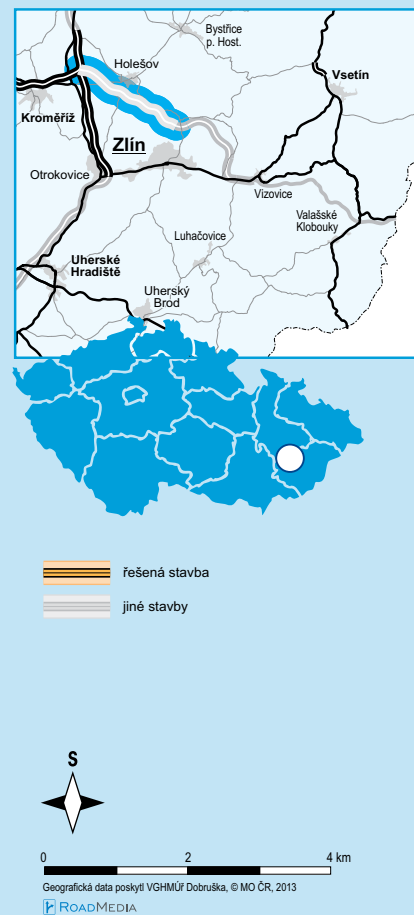 Bystřice
p. Host.
Holešov
Vsetín
Kroměříž
Zlín
Otrokovice
Vizovice
Valašské
Klobouky
Luhačovice
Uherské
Hradiště
Uherský
Brod
řešená stavba
jiné stavby
S
0 2 4 km
Geografická data poskytl VGHMÚř Dobruška, © MO ČR, 2013
ROADMEDIA